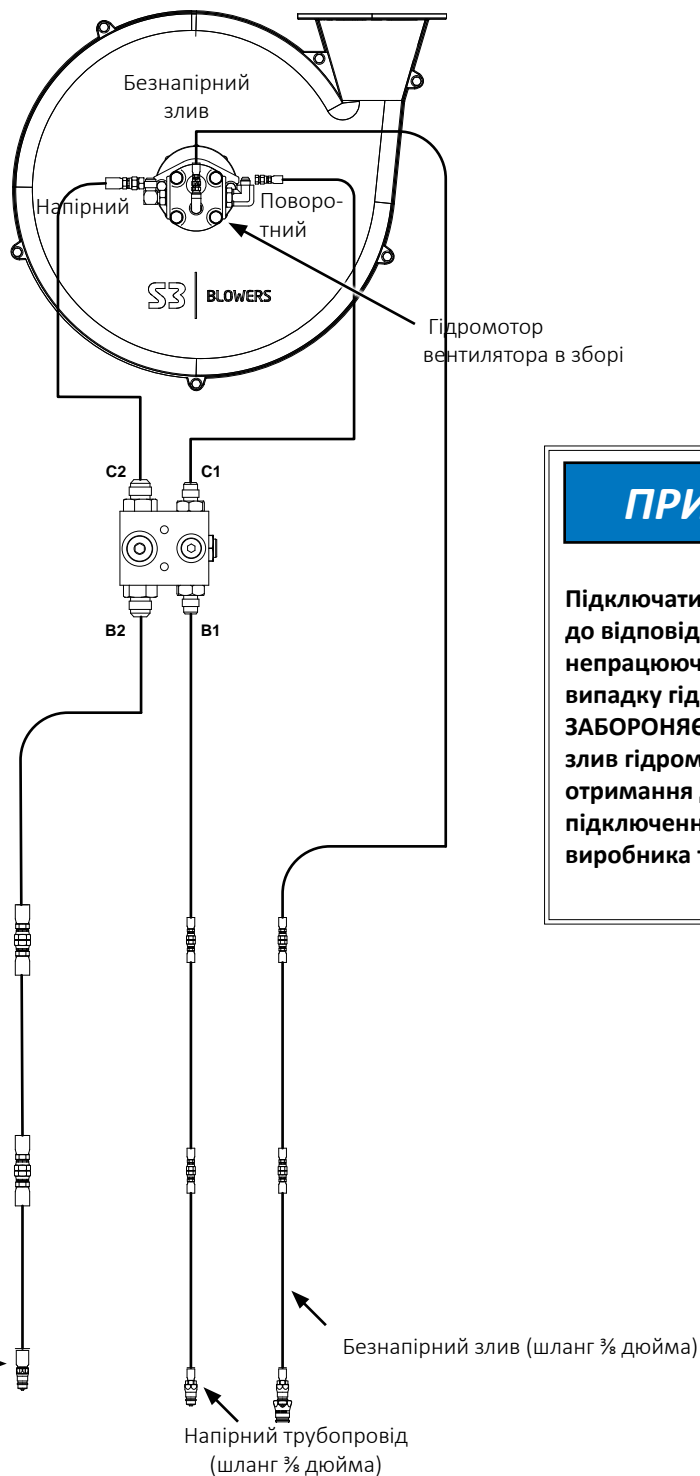 Безнапірний
злив
Напірний
Поворо-
тний
S3 BLOWERS
Гідромотор
вентилятора в зборі
C2
C1
B2
B1
ПРИ
Підключати
до відповід
непрацююч
випадку гід
ЗАБОРОНЯЄ
злив гідром
отримання
підключенн
виробника т
Безнапірний злив (шланг ⅜ дюйма)
Напірний трубопровід
(шланг ⅜ дюйма)